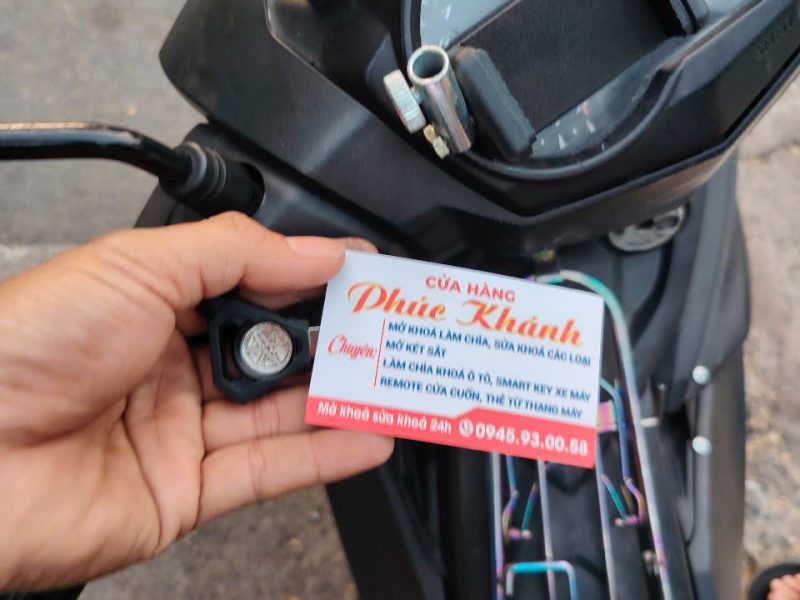 CỬA HÀNG
Phúc Khánh
Chuyên:
MỞ KHOÁ LÀM CHÌA, SỬA KHOÁ CÁC LOẠI
MỞ KÉT SẮT
LÀM CHÌA KHOÁ Ô TÔ, SMART KEY XE MÁY
REMOTE CỬA CUỐN, THẺ TỪ THANG MÁY
Mở khoá sửa khoá 24h 0945.93.00.58